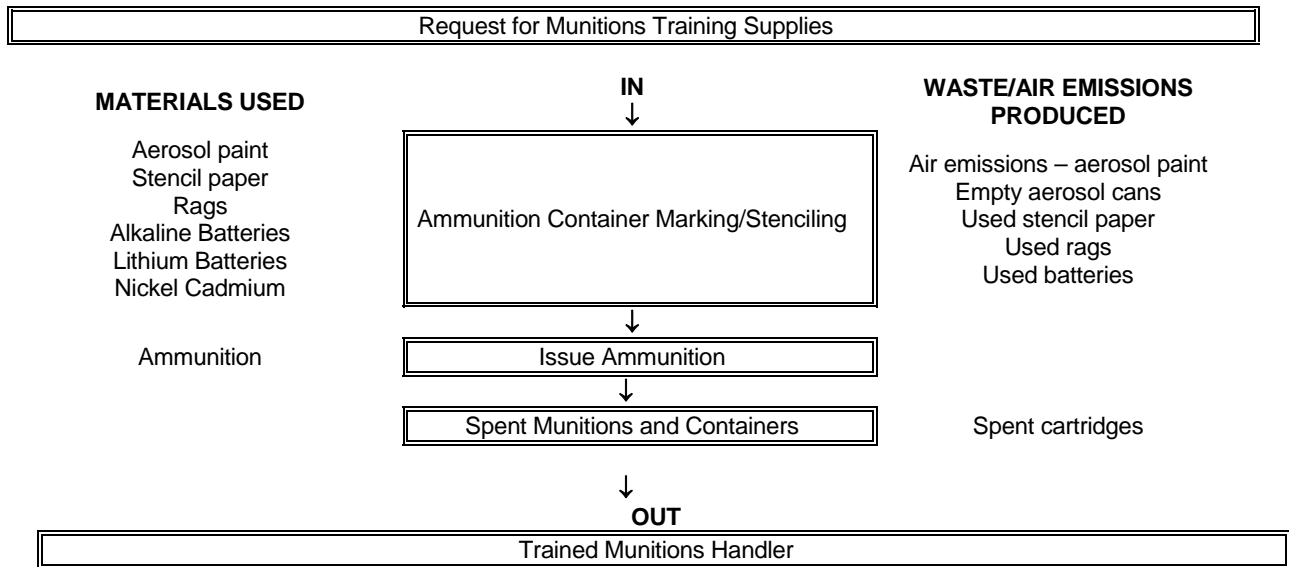 Request for Munitions Training Supplies
MATERIALS USED
IN
↓
WASTE/AIR EMISSIONS
PRODUCED
Aerosol paint
Stencil paper
Rags
Alkaline Batteries
Lithium Batteries
Nickel Cadmium
Ammunition Container Marking/Stenciling
Air emissions – aerosol paint
Empty aerosol cans
Used stencil paper
Used rags
Used batteries
↓
Ammunition
Issue Ammunition
↓
Spent Munitions and Containers
Spent cartridges
↓
OUT
Trained Munitions Handler